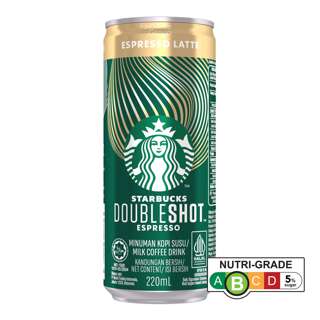 ESPRESSO LATTE
STARBUCKS
DOUBLESHOT
ESPRESSO
MINUMAN KOPI SUSU/
MILK COFFEE DRINK
KANDUNGAN BERSIH/
NET CONTENT/ ISI BERSIH
220mL
NUTRI-GRADE
A B C D 5%
Sugar